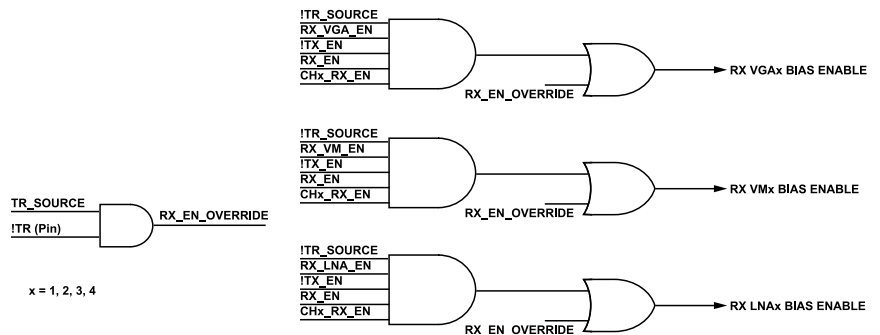 !TR_SOURCE
RX_VGA_EN
!TX_EN
RX_EN
CHx_RX_EN
RX_EN_OVERRIDE
RX VGAx BIAS ENABLE
!TR_SOURCE
RX_VM_EN
!TX_EN
RX_EN
CHx_RX_EN
RX_EN_OVERRIDE
RX VMx BIAS ENABLE
TR_SOURCE
!TR (Pin)
RX_EN_OVERRIDE
x = 1, 2, 3, 4
!TR_SOURCE
RX_LNA_EN
!TX_EN
RX_EN
CHx_RX_EN
RX_EN_OVERRIDE
RX LNAx BIAS ENABLE